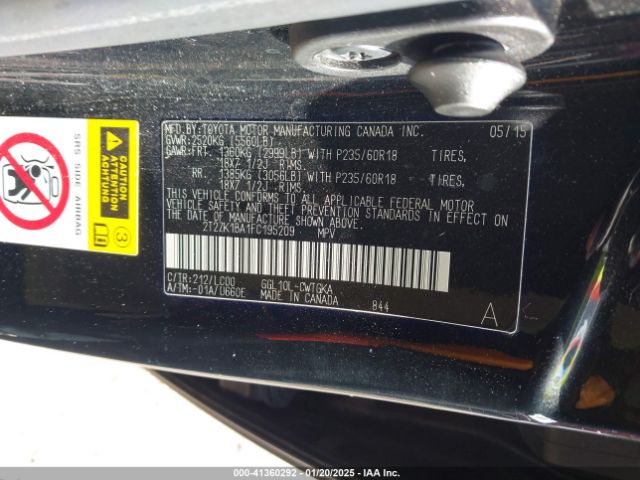 MFD.BY:TOYOTA MOTOR MANUFACTURING CANADA INC. 05/15
GVWR:2520KG (5560LB)
GAWR:FRT. 1360KG (2999LB) WITH P235/60R18 TIRES,
18X7 1/2J RIMS.
RR. 1385KG (3056LB) WITH P235/60R18 TIRES,
18X7 1/2J RIMS.
THIS VEHICLE CONFORMS TO ALL APPLICABLE FEDERAL MOTOR
VEHICLE SAFETY AND BUMPER STANDARDS, AND
THEFT PREVENTION STANDARDS IN EFFECT ON THE DATE OF
MANUFACTURE SHOWN ABOVE.
2T2ZK1BA1FC195209 MPV
C/TR:212/LC00 GGL10L-CWTGKA
A/TM:-01A/U660E MADE IN CANADA 844
A
SRS SIDE AIRBAG
3
000-41360292 - 01/20/2025 - IAA Inc.